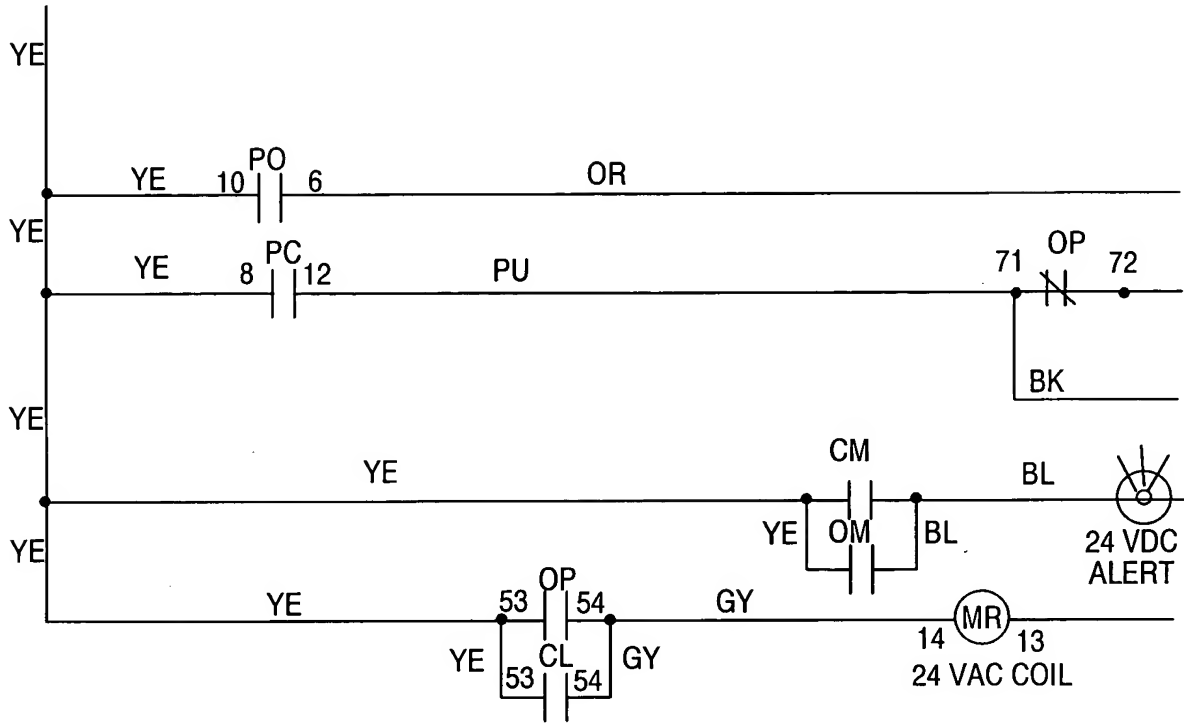 YE
PO
YE 10 6 OR
YE
PC OP
YE 8 12 PU 71 72
BK
YE
CM
YE BL
YE OM BL
24 VDC
ALERT
YE
OP
YE 53 54 GY
MR
14 13
YE CL GY
53 54
24 VAC COIL